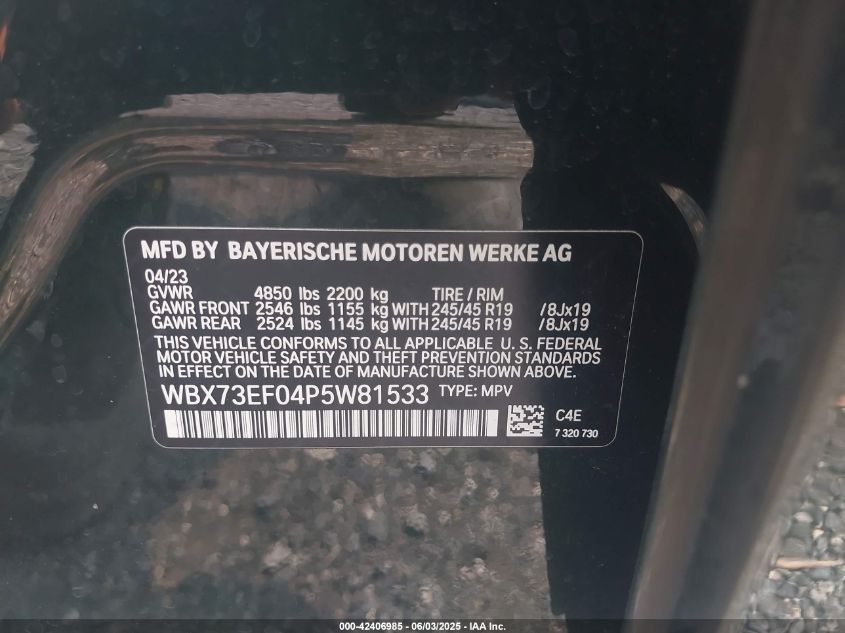 MFD BY BAYERISCHE MOTOREN WERKE AG
04/23
GVWR 4850 lbs 2200 kg TIRE / RIM
GAWR FRONT 2546 lbs 1155 kg WITH 245/45 R19 /8Jx19
GAWR REAR 2524 lbs 1145 kg WITH 245/45 R19 /8Jx19
THIS VEHICLE CONFORMS TO ALL APPLICABLE U. S. FEDERAL
MOTOR VEHICLE SAFETY AND THEFT PREVENTION STANDARDS
IN EFFECT ON THE DATE OF MANUFACTURE SHOWN ABOVE.
WBX73EF04P5W81533 TYPE: MPV
C4E
7 320 730
000-42406985 - 06/03/2025 - IAA Inc.